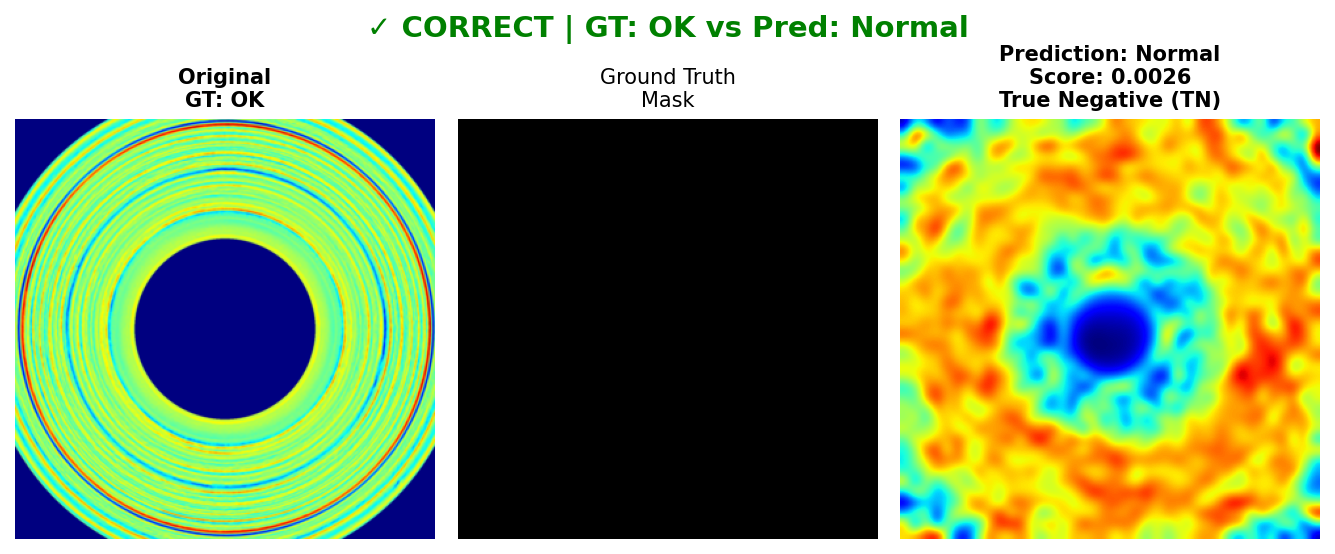 ✓ CORRECT | GT: OK vs Pred: Normal
Original
GT: OK
Ground Truth
Mask
Prediction: Normal
Score: 0.0026
True Negative (TN)